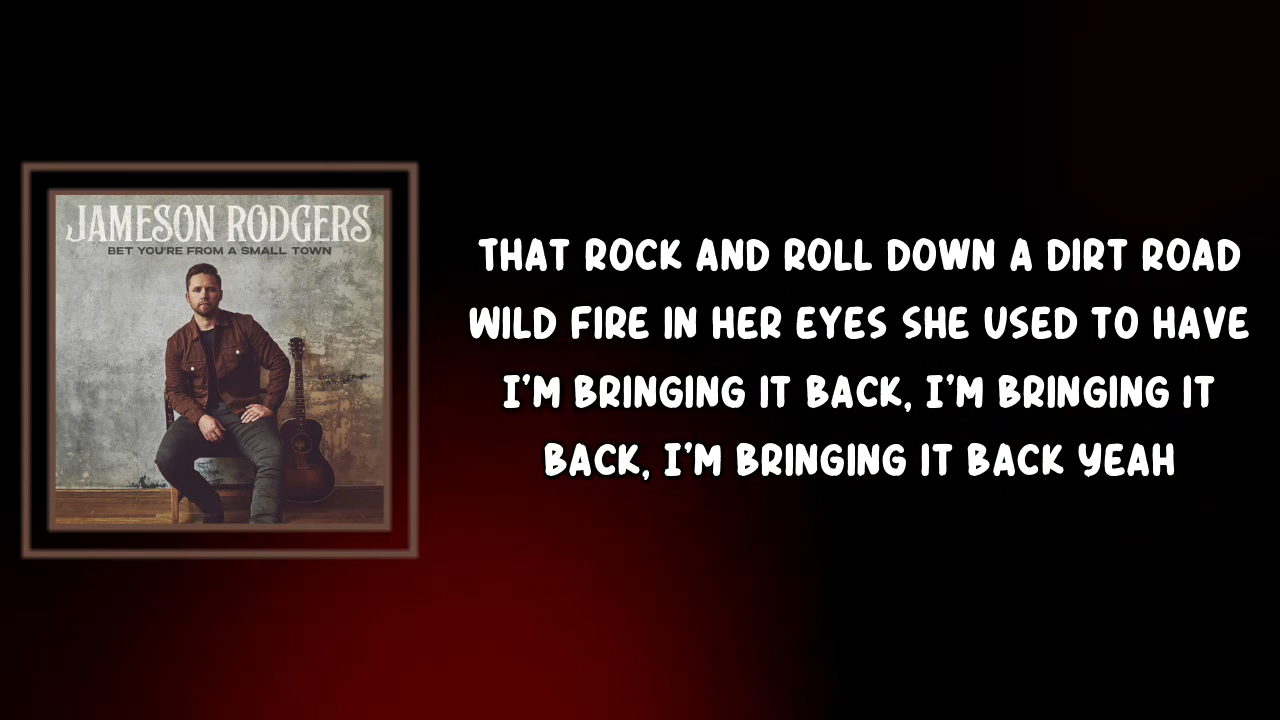 JAMESON RODGERS
BET YOU'RE FROM A SMALL TOWN
THAT ROCK AND ROLL DOWN A DIRT ROAD
WILD FIRE IN HER EYES SHE USED TO HAVE
I'M BRINGING IT BACK, I'M BRINGING IT
BACK, I'M BRINGING IT BACK YEAH